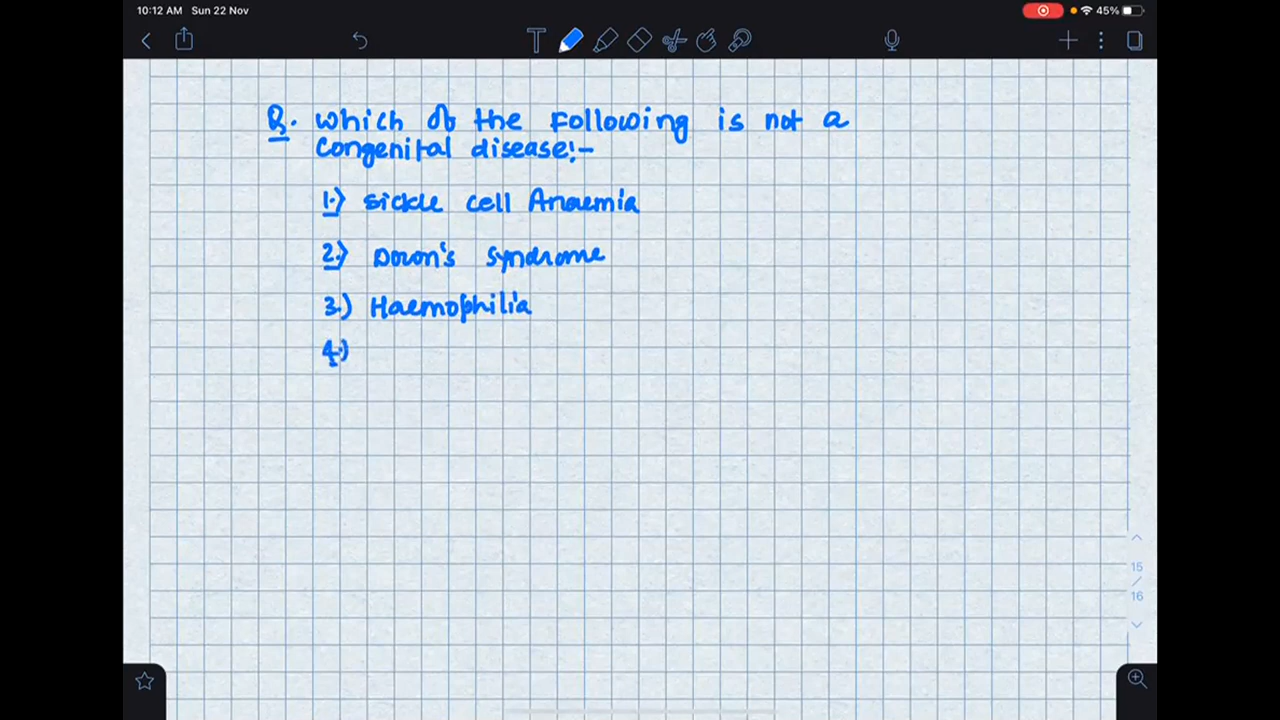 10:12 AM Sun 22 Nov
45%
Q. Which of the following is not a
congenital disease:-
1.) Sickle cell Anaemia
2.) Down's Syndrome
3.) Haemophilia
4.)
15
/
16